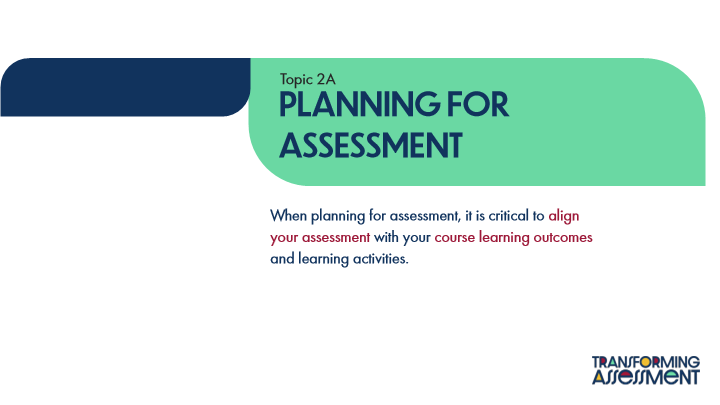 Topic 2A
PLANNING FOR
ASSESSMENT
When planning for assessment, it is critical to align
your assessment with your course learning outcomes
and learning activities.
TRANSFORMING
ASSESSMENT